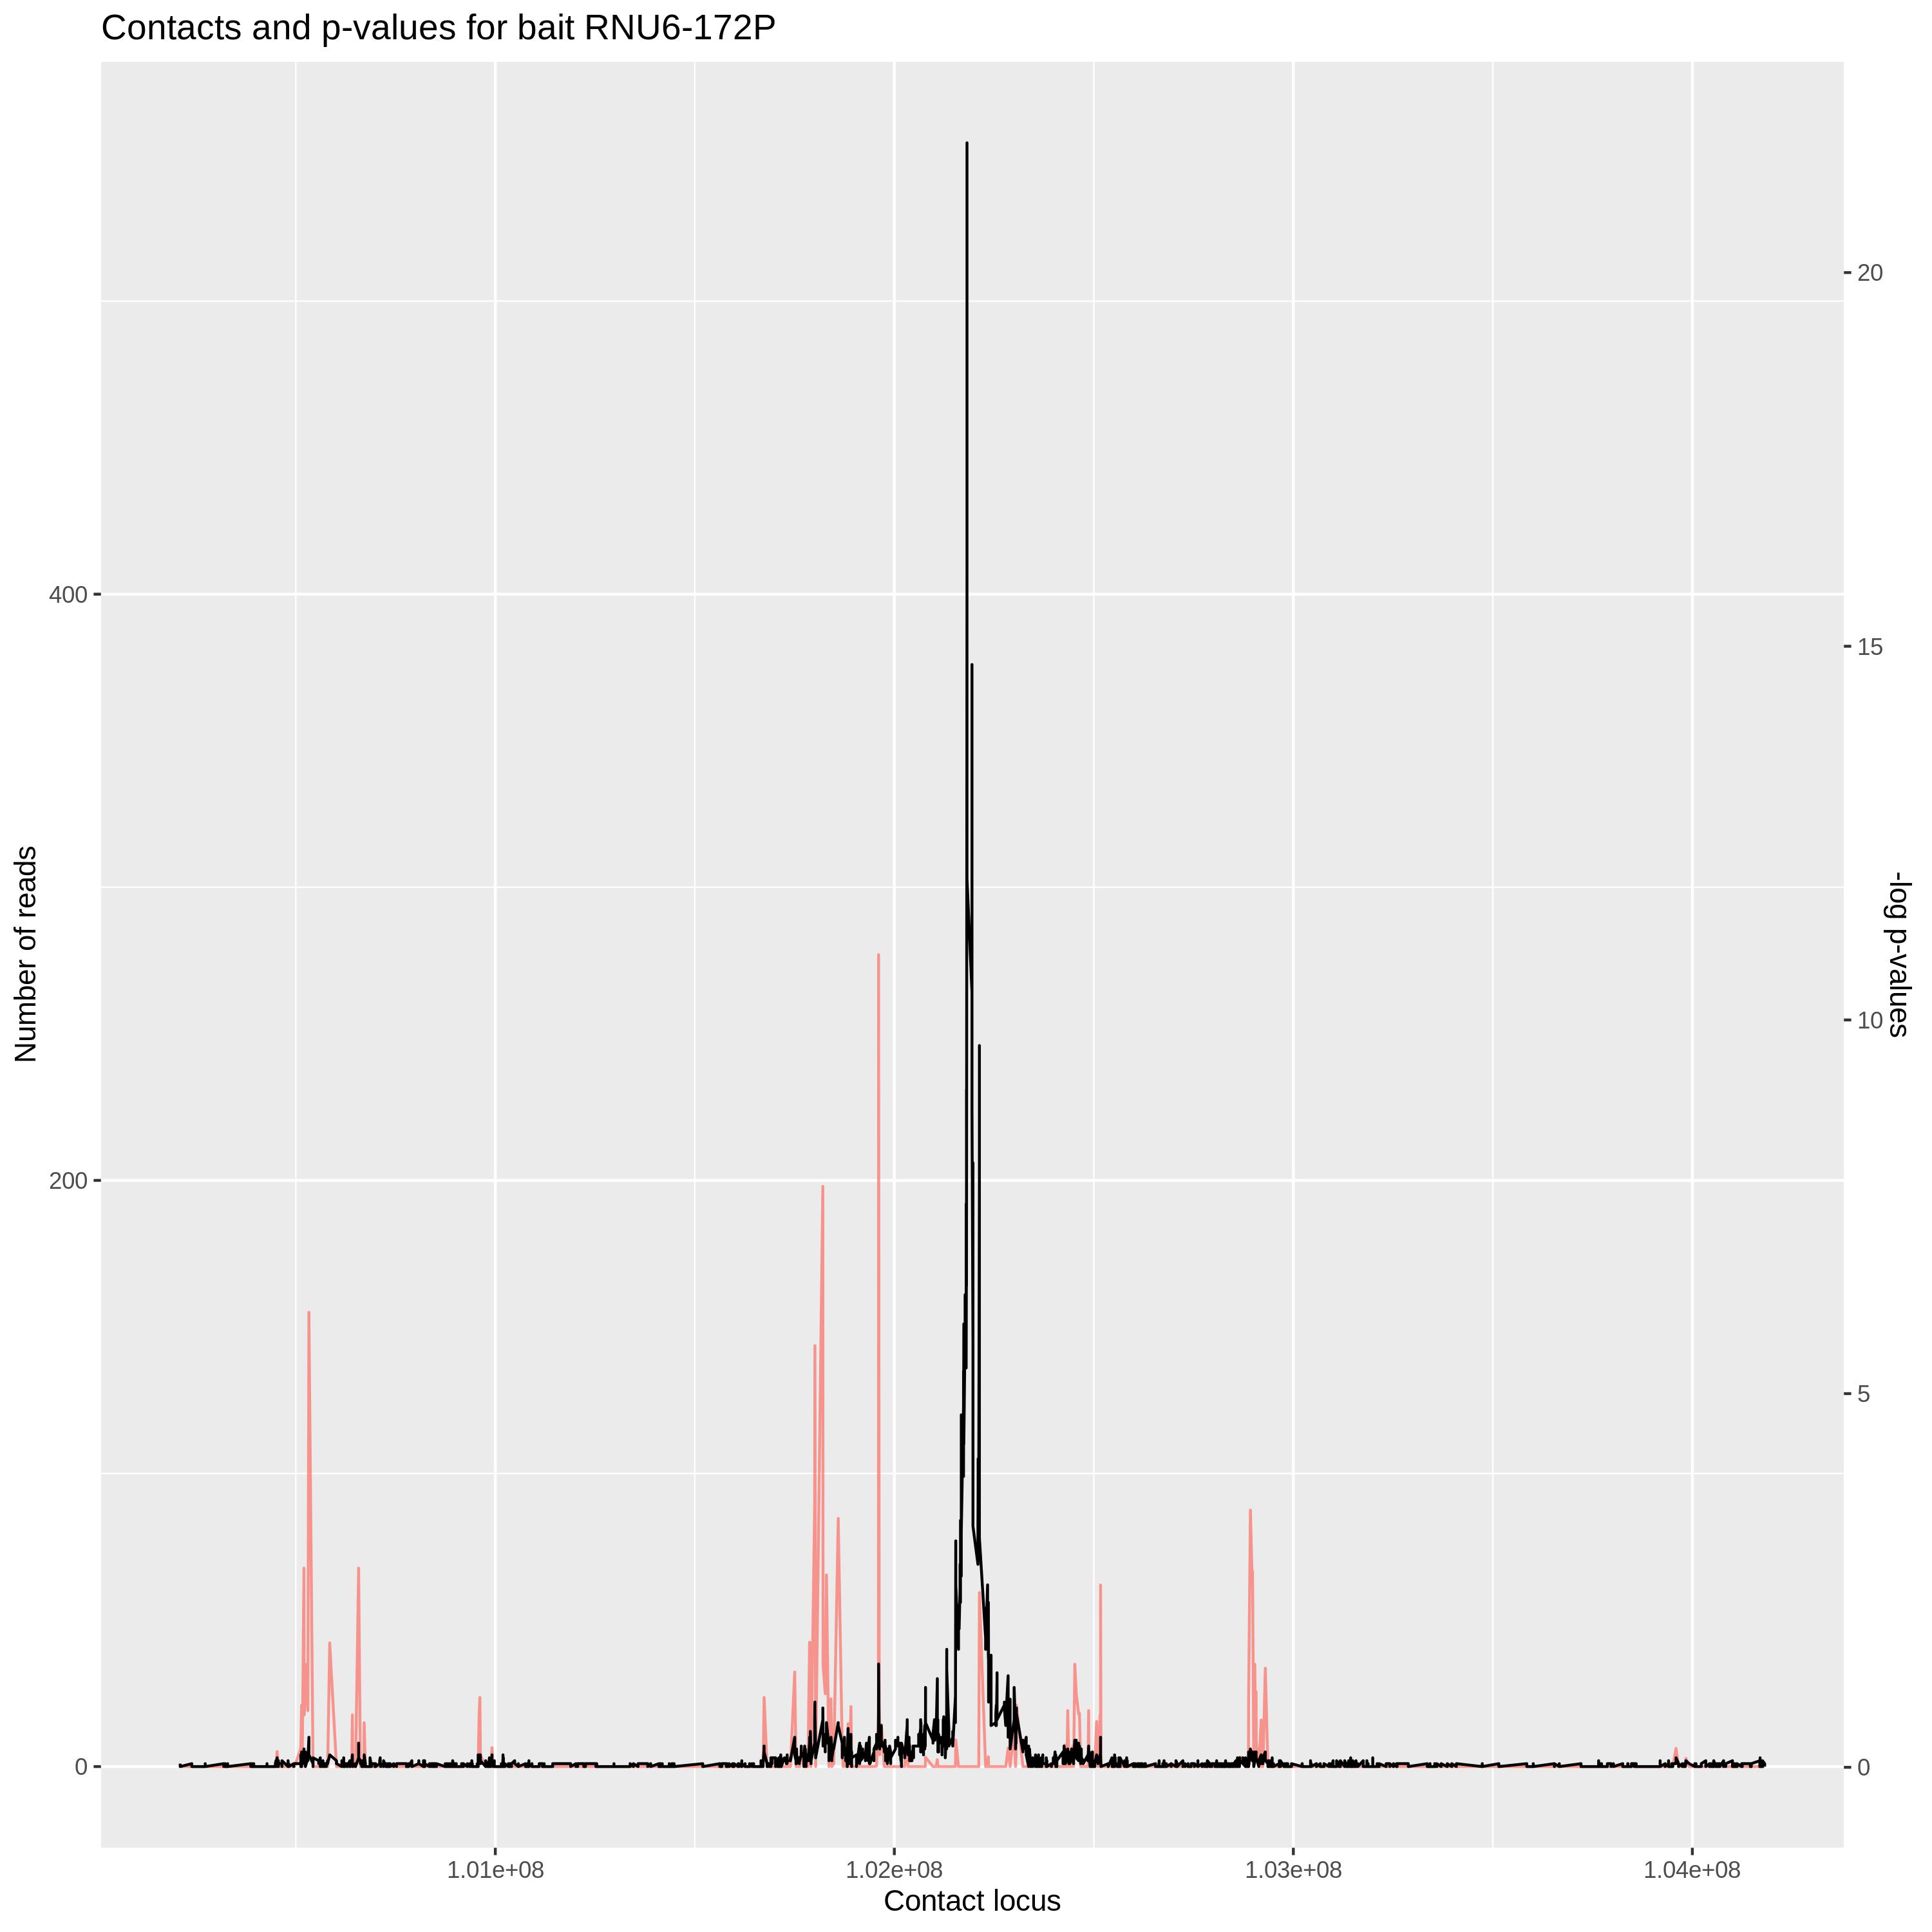 Contacts and p-values for bait RNU6-172P
Number of reads
400
200
0
20
15
10
5
0
-log p-values
1.01e+08
1.02e+08
1.03e+08
1.04e+08
Contact locus